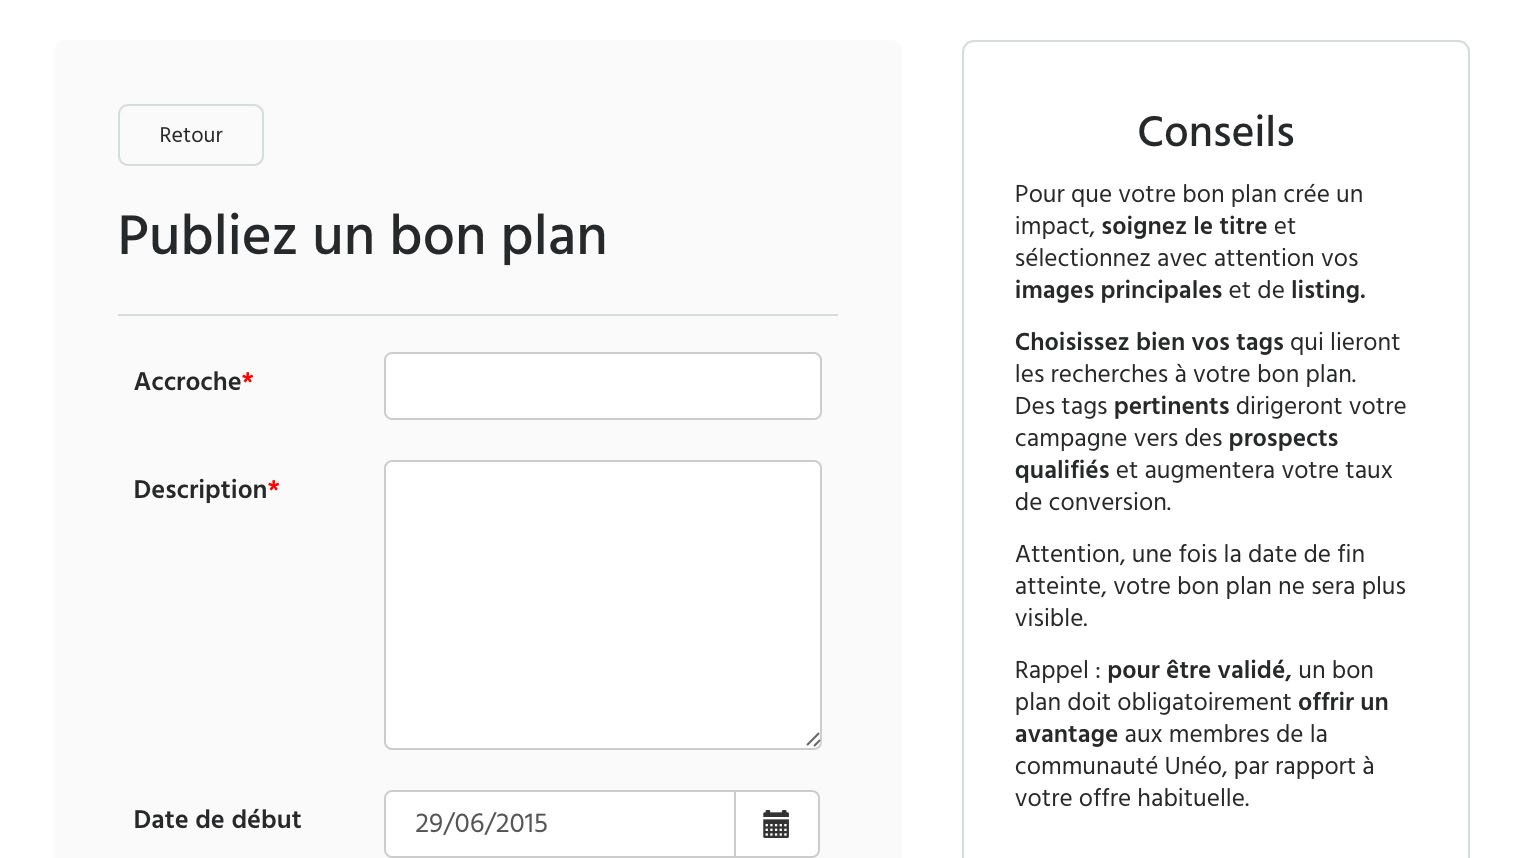 Retour
Publiez un bon plan
Accroche*
Description*
Date de début
29/06/2015
Conseils
Pour que votre bon plan crée un
impact, soignez le titre et
sélectionnez avec attention vos
images principales et de listing.
Choisissez bien vos tags qui lieront
les recherches à votre bon plan.
Des tags pertinents dirigeront votre
campagne vers des prospects
qualifiés et augmentera votre taux
de conversion.
Attention, une fois la date de fin
atteinte, votre bon plan ne sera plus
visible.
Rappel : pour être validé, un bon
plan doit obligatoirement offrir un
avantage aux membres de la
communauté Unéo, par rapport à
votre offre habituelle.